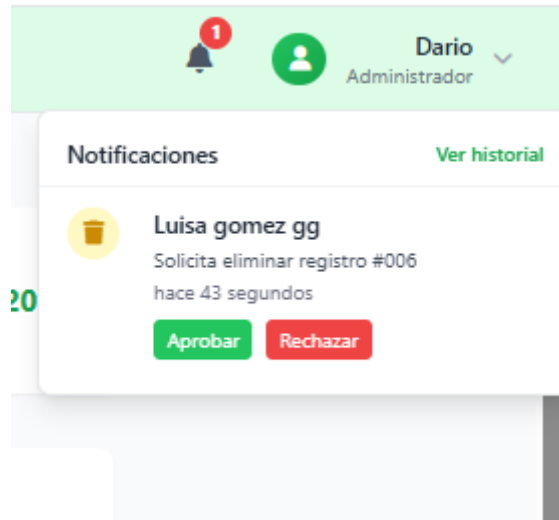 1
Dario
Administrador
Notificaciones
Ver historial
Luisa gomez gg
Solicita eliminar registro #006
hace 43 segundos
20
Aprobar
Rechazar